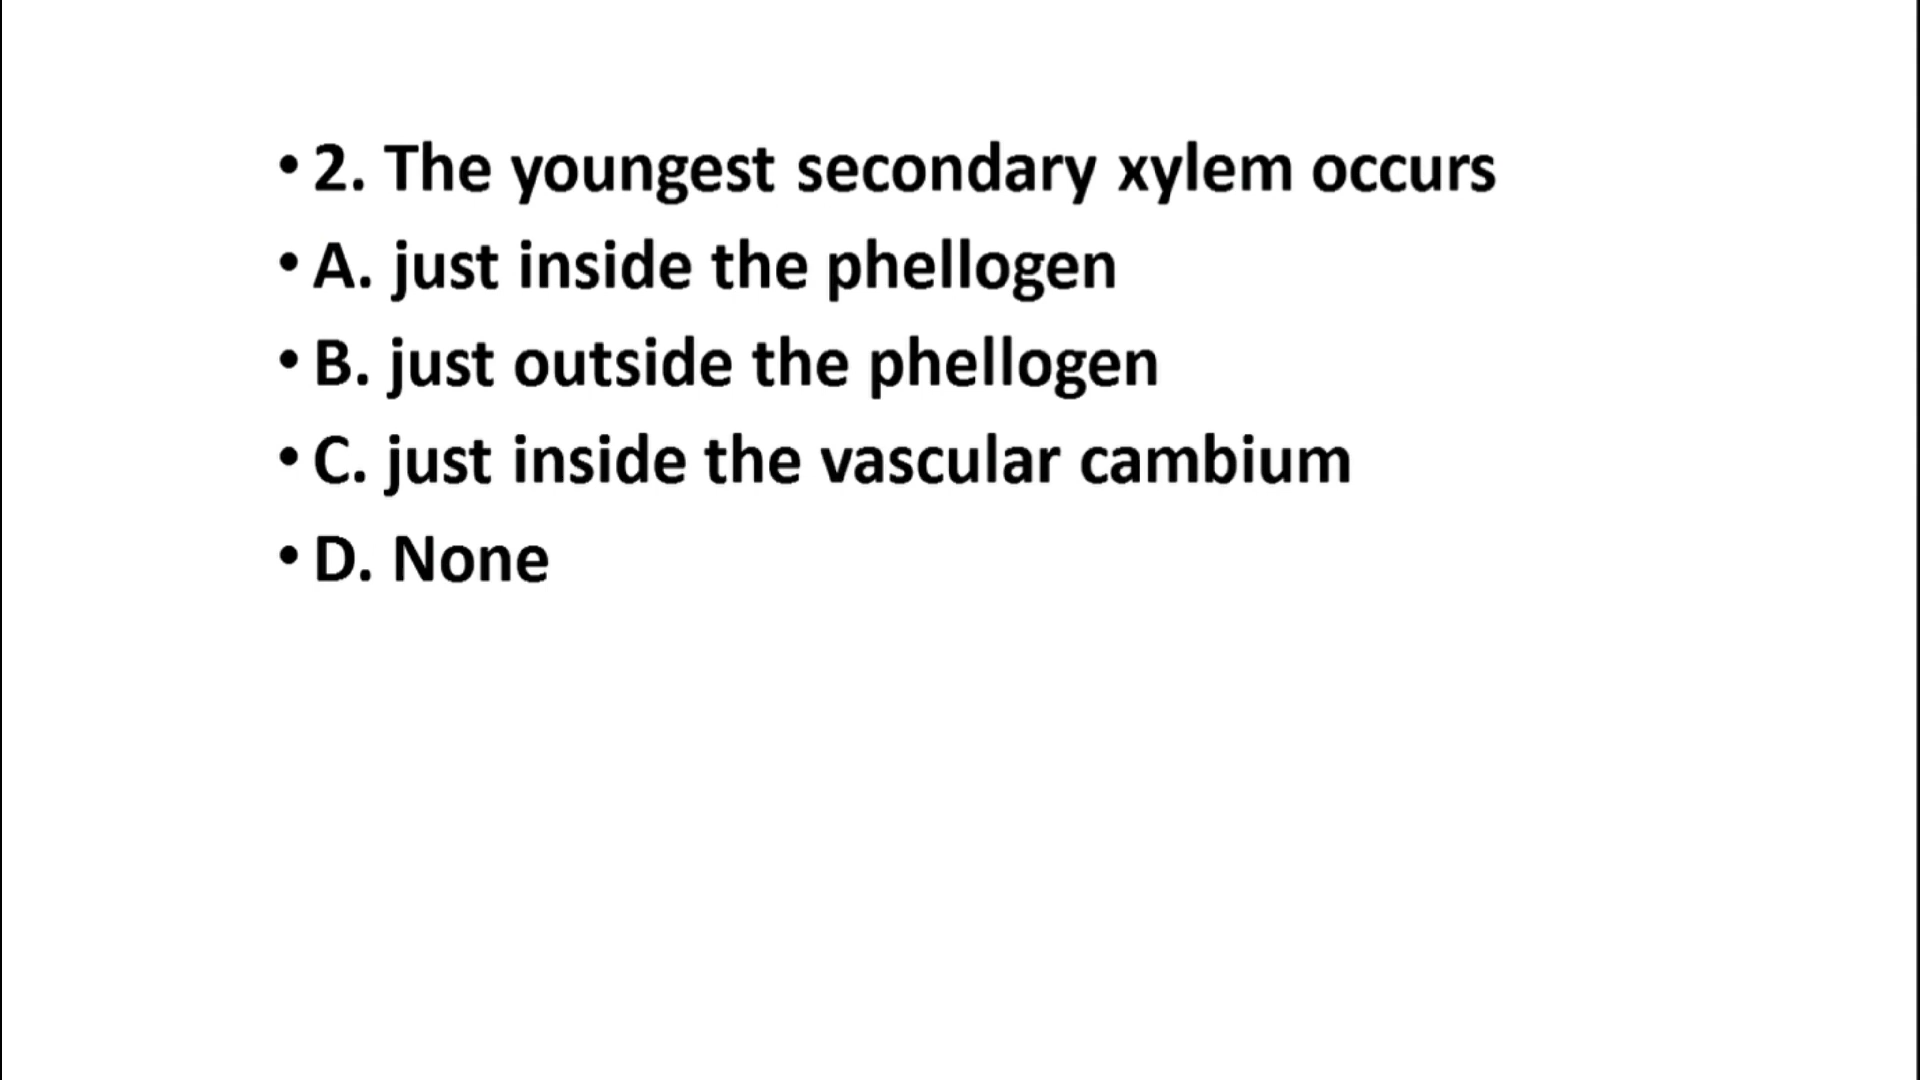 • 2. The youngest secondary xylem occurs
• A. just inside the phellogen
• B. just outside the phellogen
• C. just inside the vascular cambium
• D. None